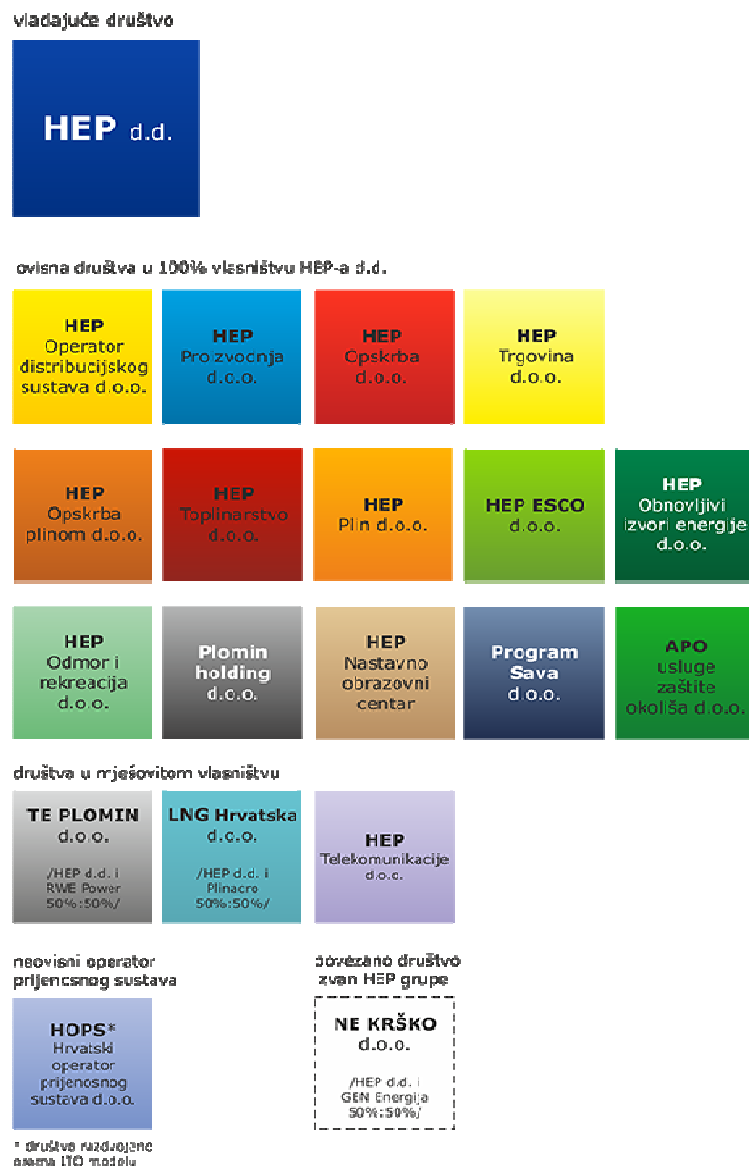 vladajuće društvo
HEP d.d.
ovisna društva u 100% vlasništvu HEP-a d.d.
HEP
Operator
distribucijskog
sustava d.o.o.
HEP
Proizvodnja
d.o.o.
HEP
Opskrba
d.o.o.
HEP
Trgovina
d.o.o.
HEP
Opskrba
plinom d.o.o.
HEP
Toplinarstvo
d.o.o.
HEP
Plin d.o.o.
HEP ESCO
d.o.o.
HEP
Obnovljivi
izvori energije
d.o.o.
HEP
Odmor i
rekreacija
d.o.o.
Plomin
holding
d.o.o.
HEP
Nastavno
obrazovni
centar
Program
Sava
d.o.o.
APO
usluge
zaštite
okoliša d.o.o.
društva u mješovitom vlasništvu
TE PLOMIN
d.o.o.
/HEP d.d. i
RWE Power
50%:50%/
LNG Hrvatska
d.o.o.
/HEP d.d. i
Plinacro
50%:50%/
HEP
Telekomunikacije
d.o.o.
neovisni operator
prijenosnog sustava
HOPS*
Hrvatski
operator
prijenosnog
sustava d.o.o.
* društvo razdvojeno
prema ITO modelu
povezano društvo
izvan HEP grupe
NE KRŠKO
d.o.o.
/HEP d.d. i
GEN Energija
50%:50%/